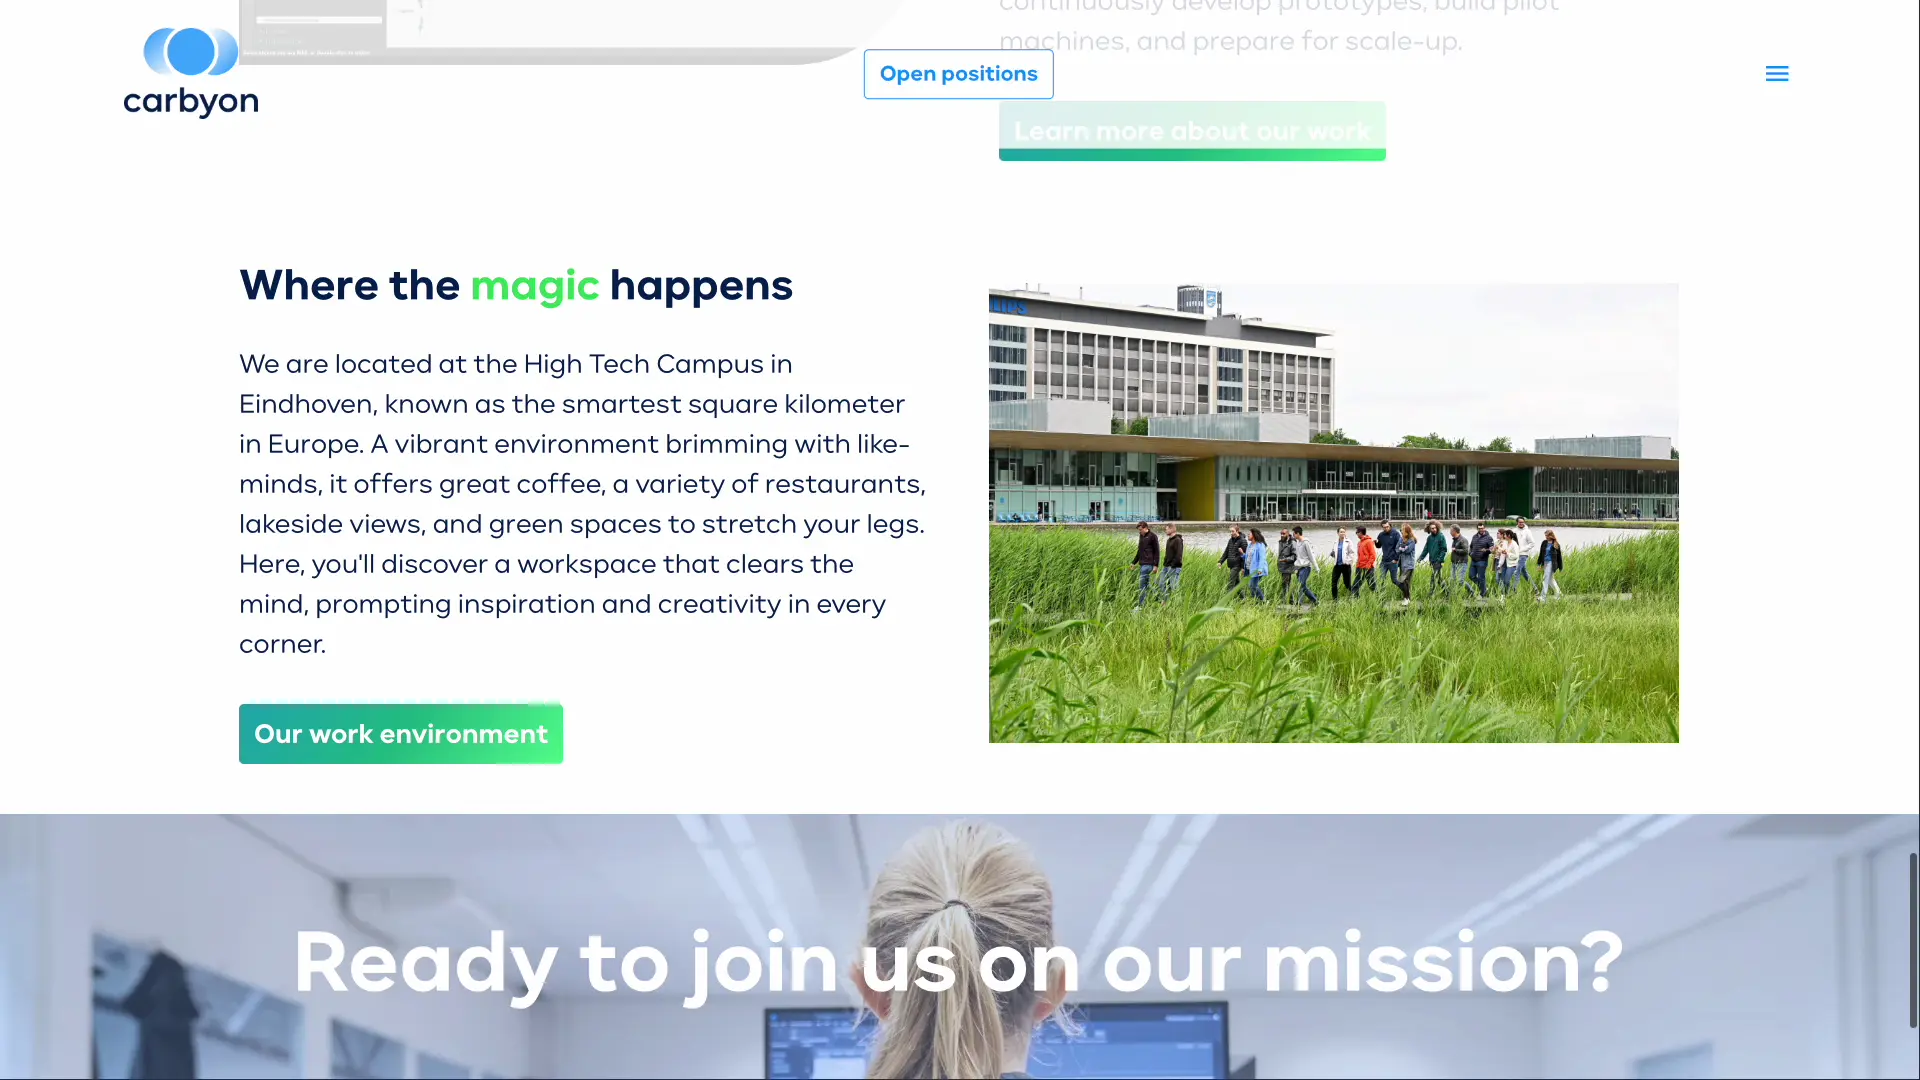 continuously develop prototypes, build pilot
machines, and prepare for scale-up.
carbyon
Open positions
Learn more about our work
Where the magic happens
We are located at the High Tech Campus in
Eindhoven, known as the smartest square kilometer
in Europe. A vibrant environment brimming with like-
minds, it offers great coffee, a variety of restaurants,
lakeside views, and green spaces to stretch your legs.
Here, you'll discover a workspace that clears the
mind, prompting inspiration and creativity in every
corner.
Our work environment
Ready to join us on our mission?